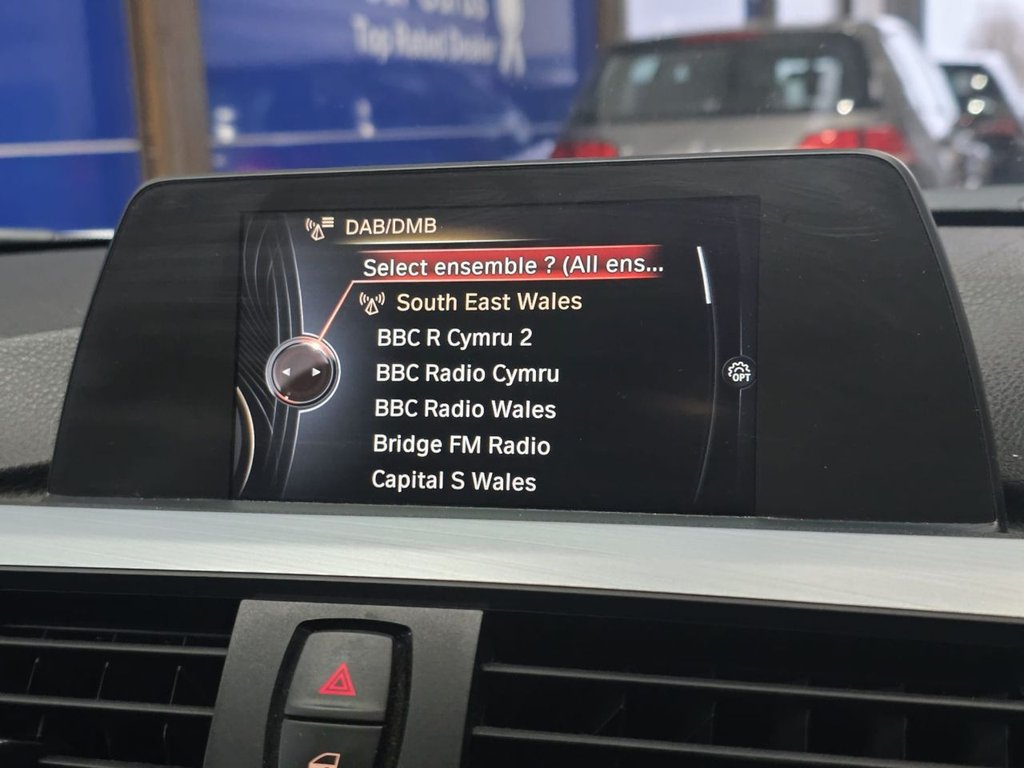 Top Rated Dealer
DAB/DMB
Select ensemble ? (All ens...
South East Wales
BBC R Cymru 2
BBC Radio Cymru
BBC Radio Wales
Bridge FM Radio
Capital S Wales
OPT